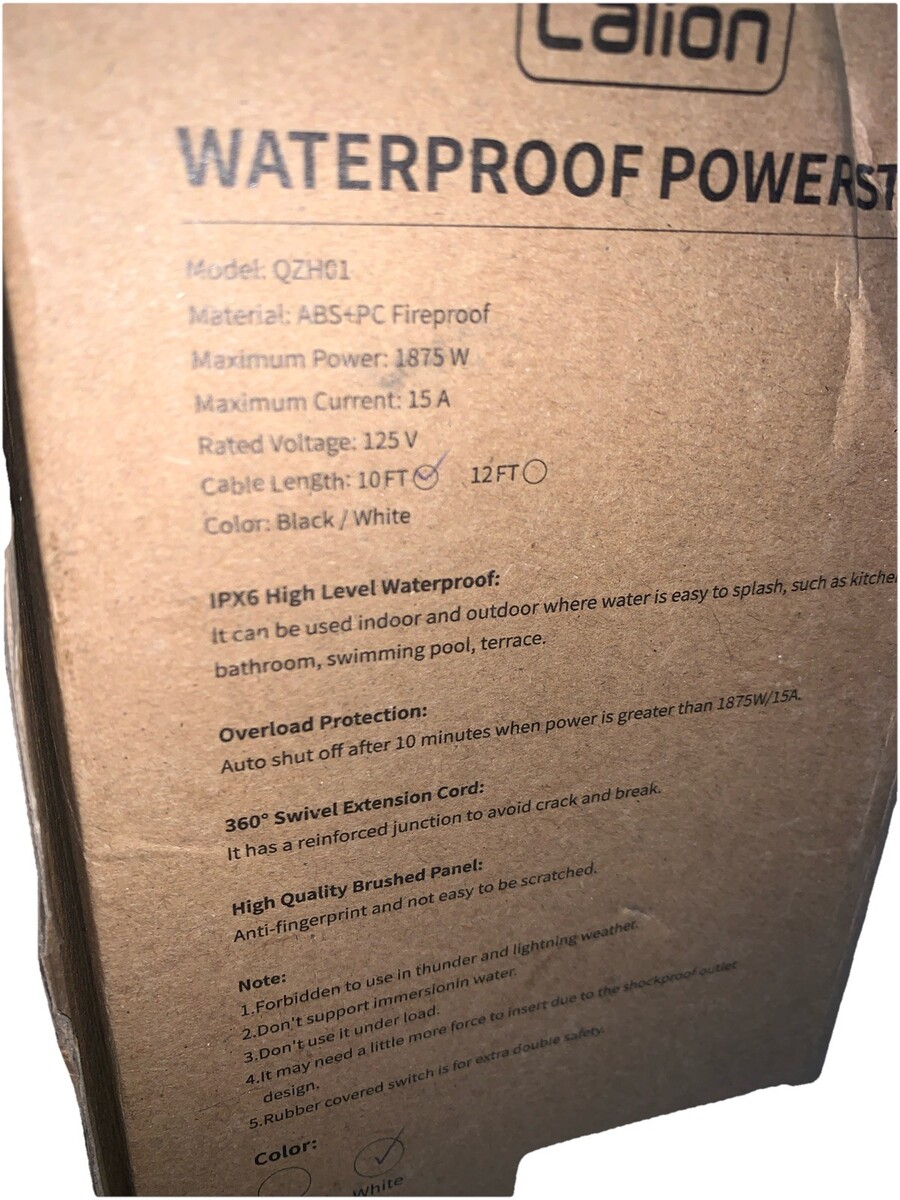 Lalion
WATERPROOF POWERST
Model: QZH01
Material: ABS+PC Fireproof
Maximum Power: 1875 W
Maximum Current: 15 A
Rated Voltage: 125 V
Cable Length: 10FT 12FT
Color: Black / White
IPX6 High Level Waterproof:
It can be used indoor and outdoor where water is easy to splash, such as kitche
bathroom, swimming pool, terrace.
Overload Protection:
Auto shut off after 10 minutes when power is greater than 1875W/15A.
360° Swivel Extension Cord:
It has a reinforced junction to avoid crack and break.
High Quality Brushed Panel:
Anti-fingerprint and not easy to be scratched.
Note:
1.Forbidden to use in thunder and lightning weather.
2.Don't support immersionin water.
3.Don't use it under load.
4.It may need a little more force to insert due to the shockproof outlet
design.
5.Rubber covered switch is for extra double safety.
Color:
White